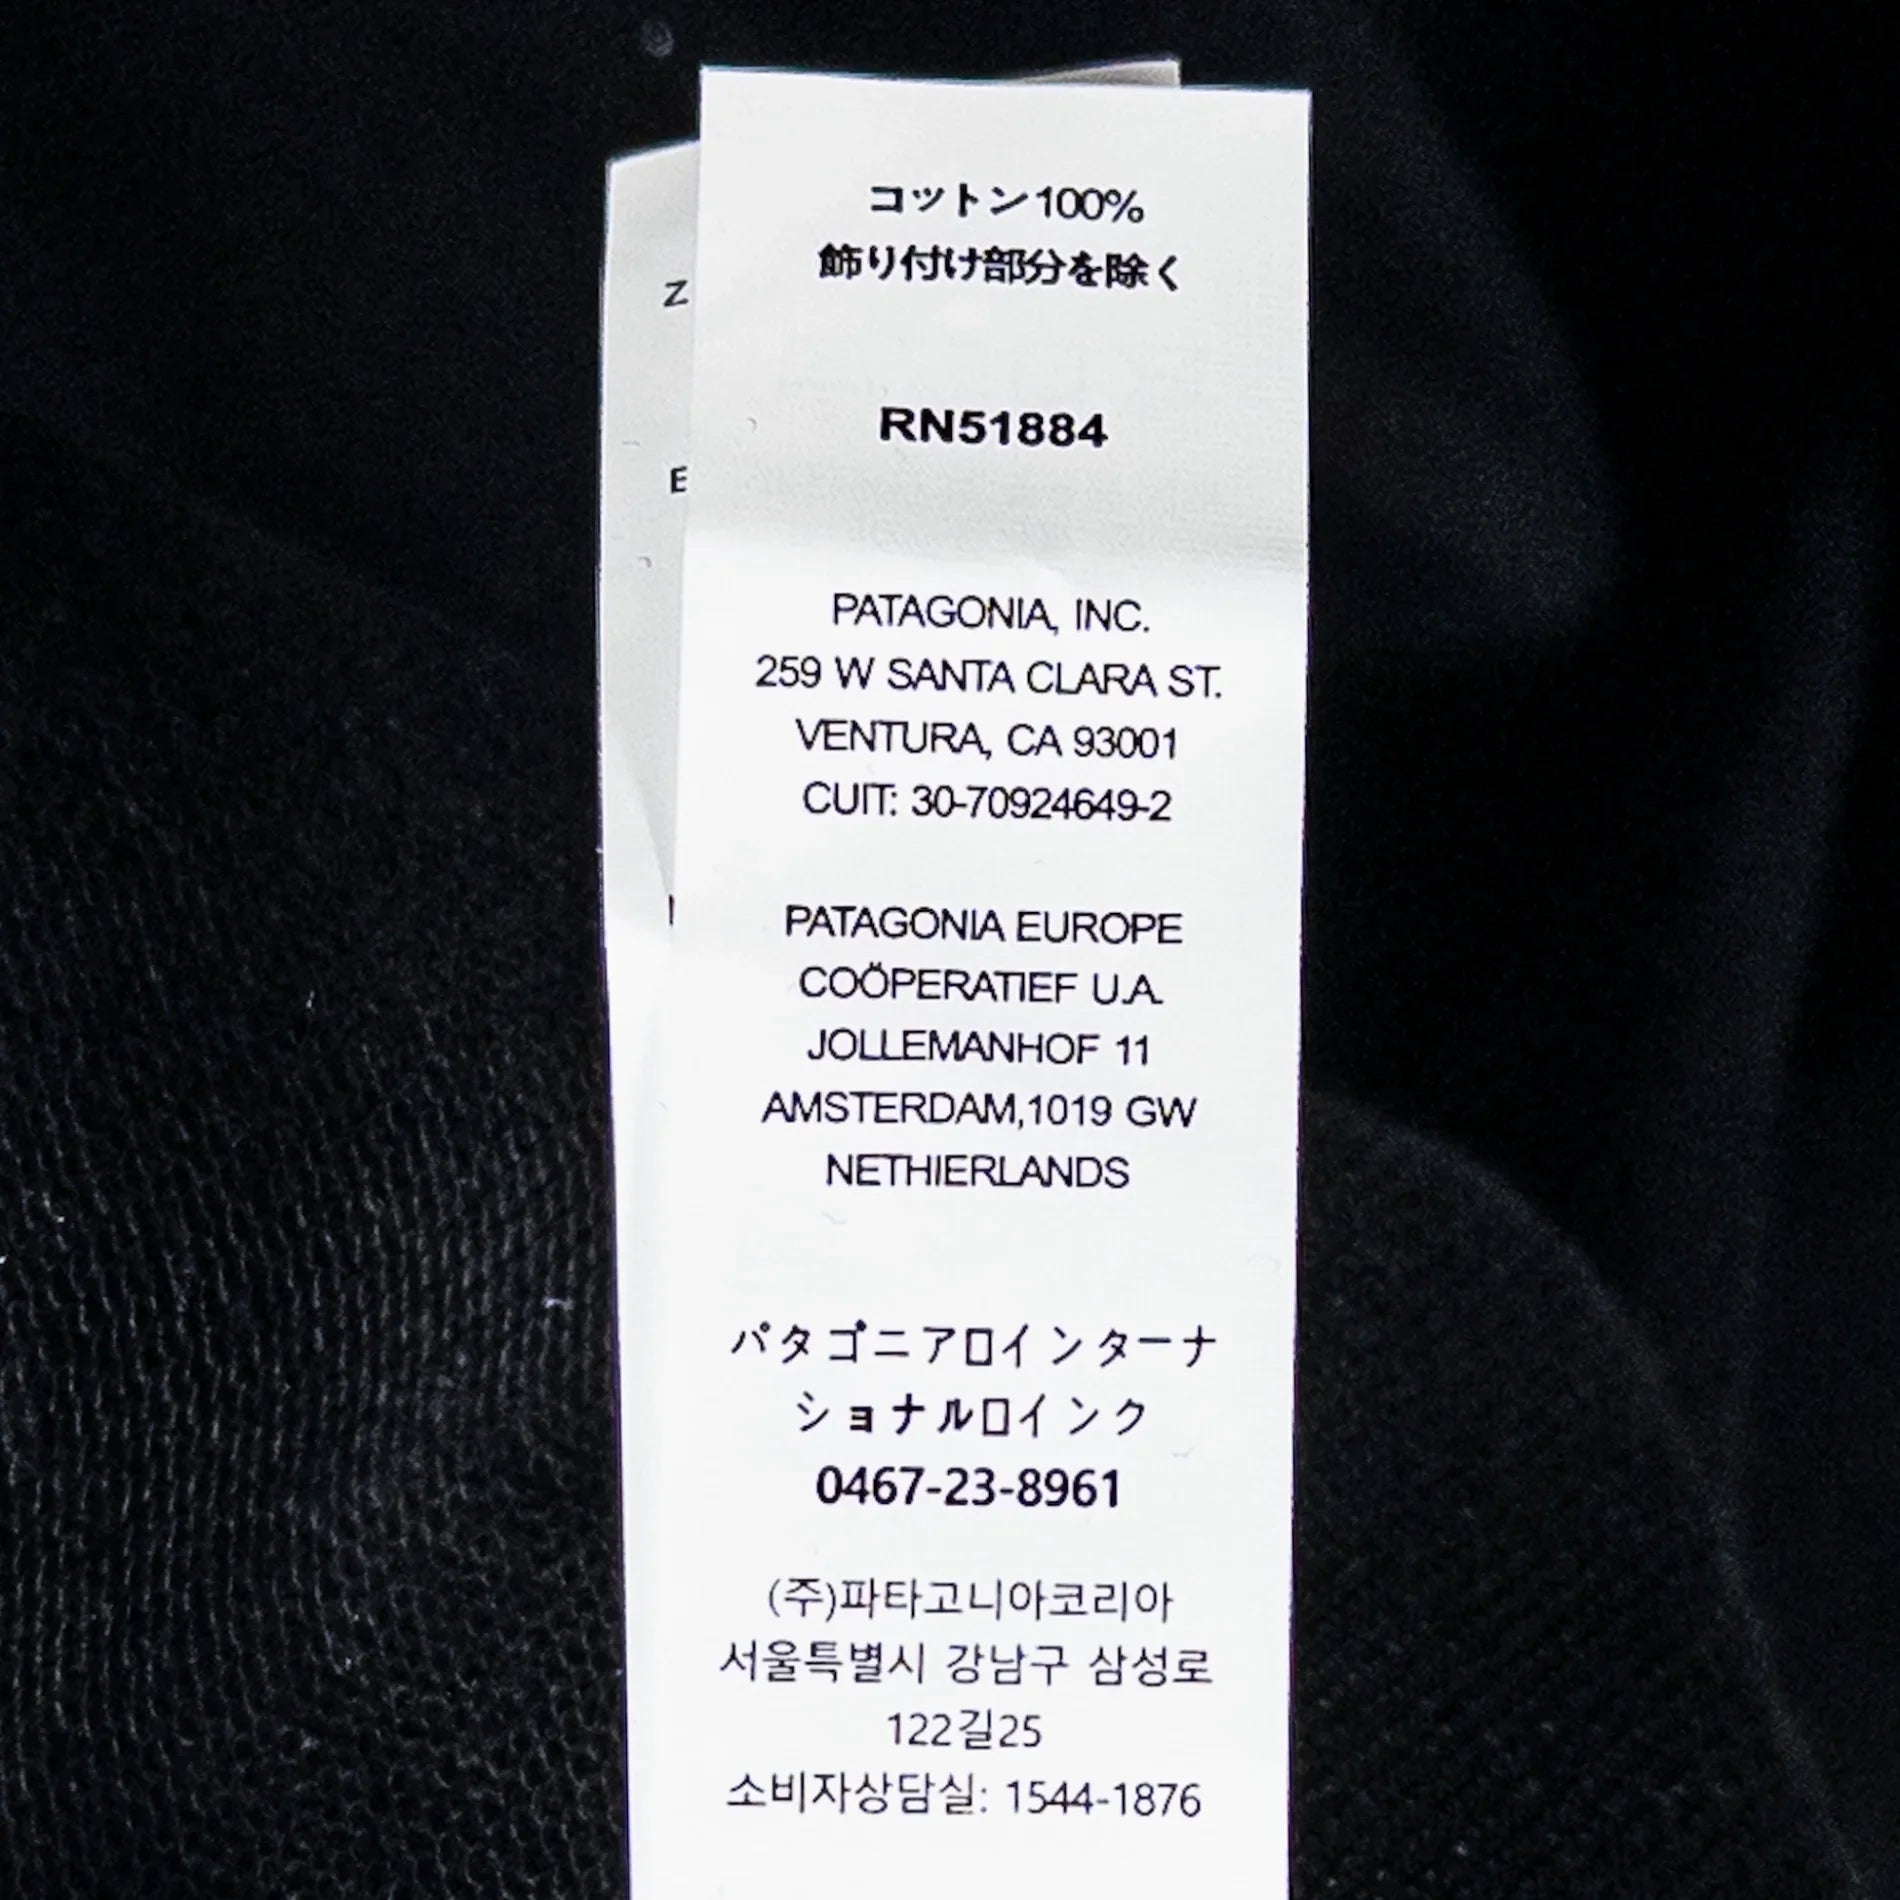 コットン100%
飾り付け部分を除く
Z
RN51884
E
PATAGONIA, INC.
259 W SANTA CLARA ST.
VENTURA, CA 93001
CUIT: 30-70924649-2
PATAGONIA EUROPE
COÖPERATIEF U.A.
JOLLEMANHOF 11
AMSTERDAM,1019 GW
NETHIERLANDS
パタゴニア口インターナ
ショナル口インク
0467-23-8961
(주)파타고니아코리아
서울특별시 강남구 삼성로
122길25
소비자상담실: 1544-1876